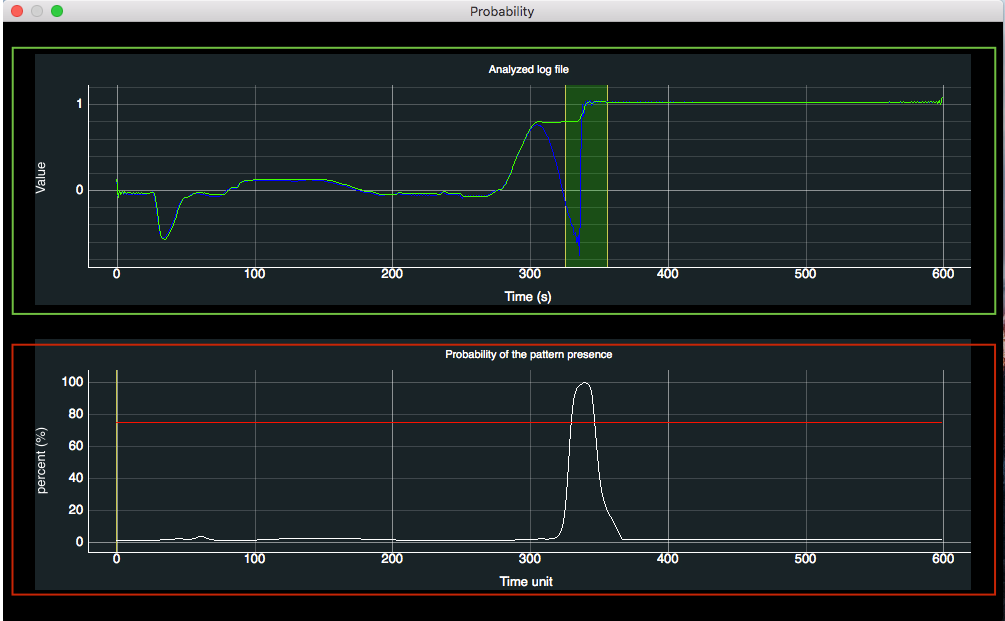 Probability
Analyzed log file
Value
1
0
0 100 200 300 400 500 600
Time (s)
Probability of the pattern presence
percent (%)
100
80
60
40
20
0
0 100 200 300 400 500 600
Time unit